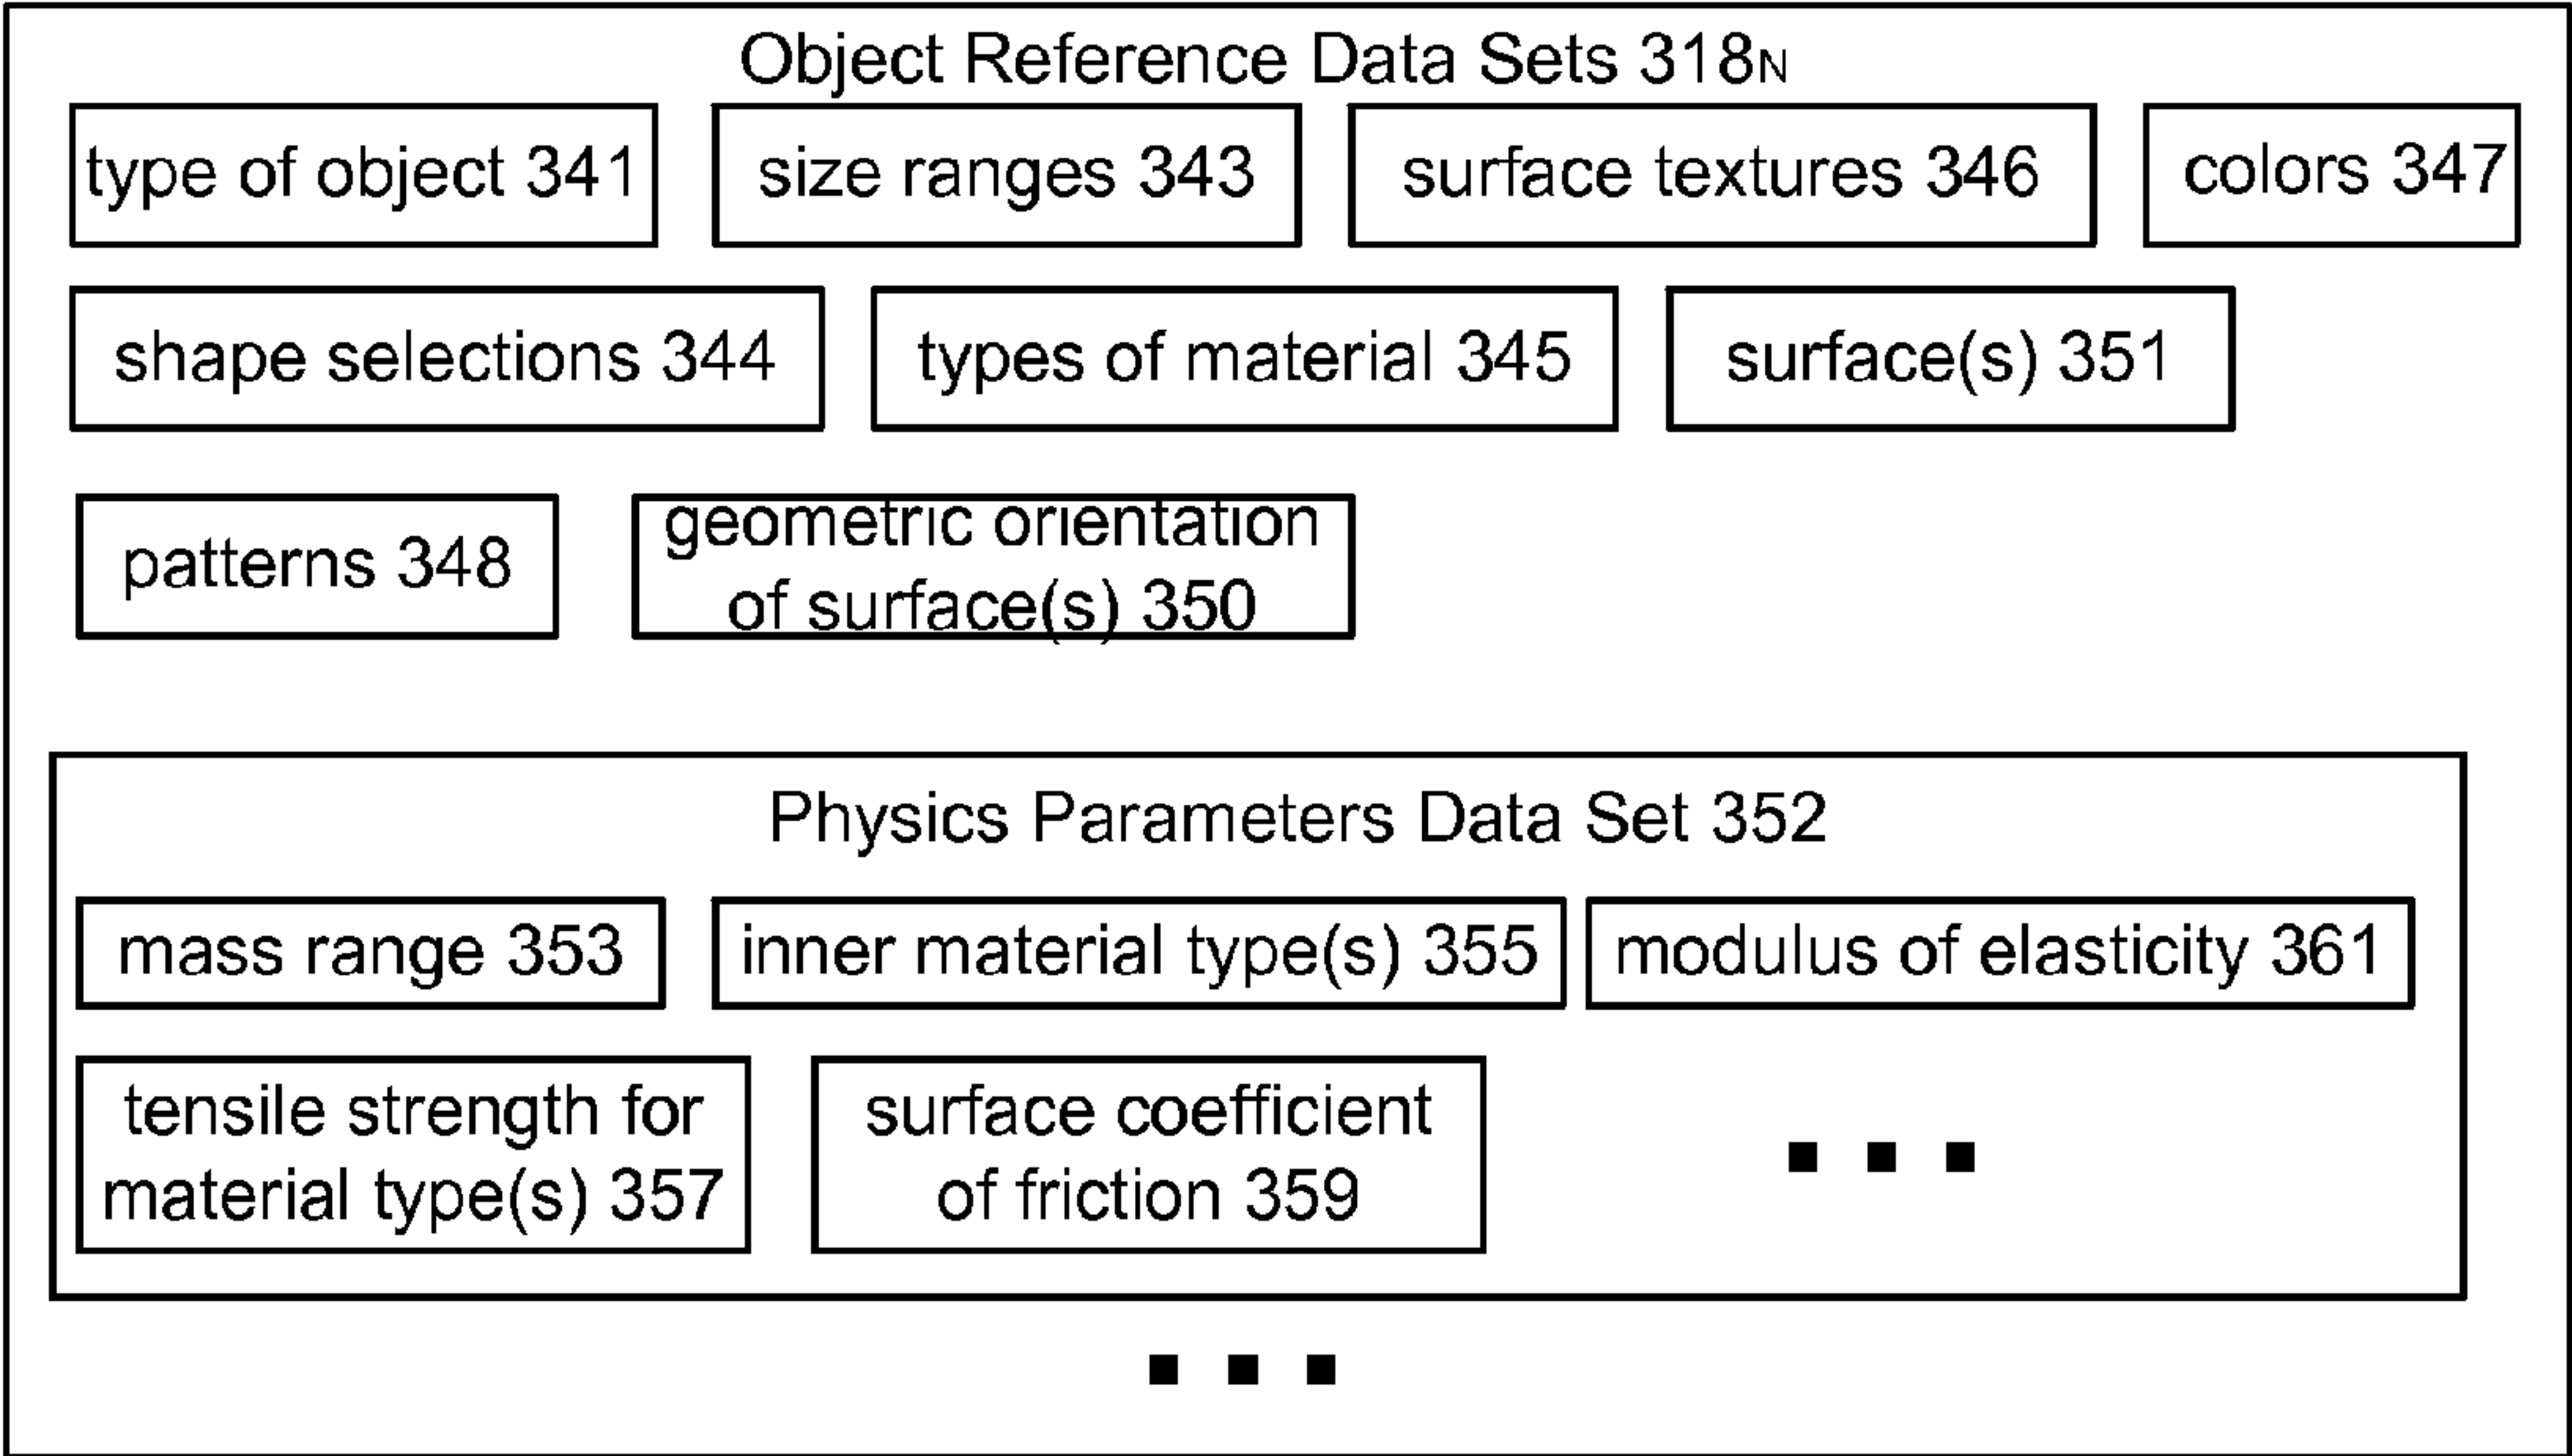 Object Reference Data Sets 318N
type of object 341
size ranges 343
surface textures 346
colors 347
shape selections 344
types of material 345
surface(s) 351
patterns 348
geometric orientation
of surface(s) 350
Physics Parameters Data Set 352
mass range 353
inner material type(s) 355
modulus of elasticity 361
tensile strength for
material type(s) 357
surface coefficient
of friction 359